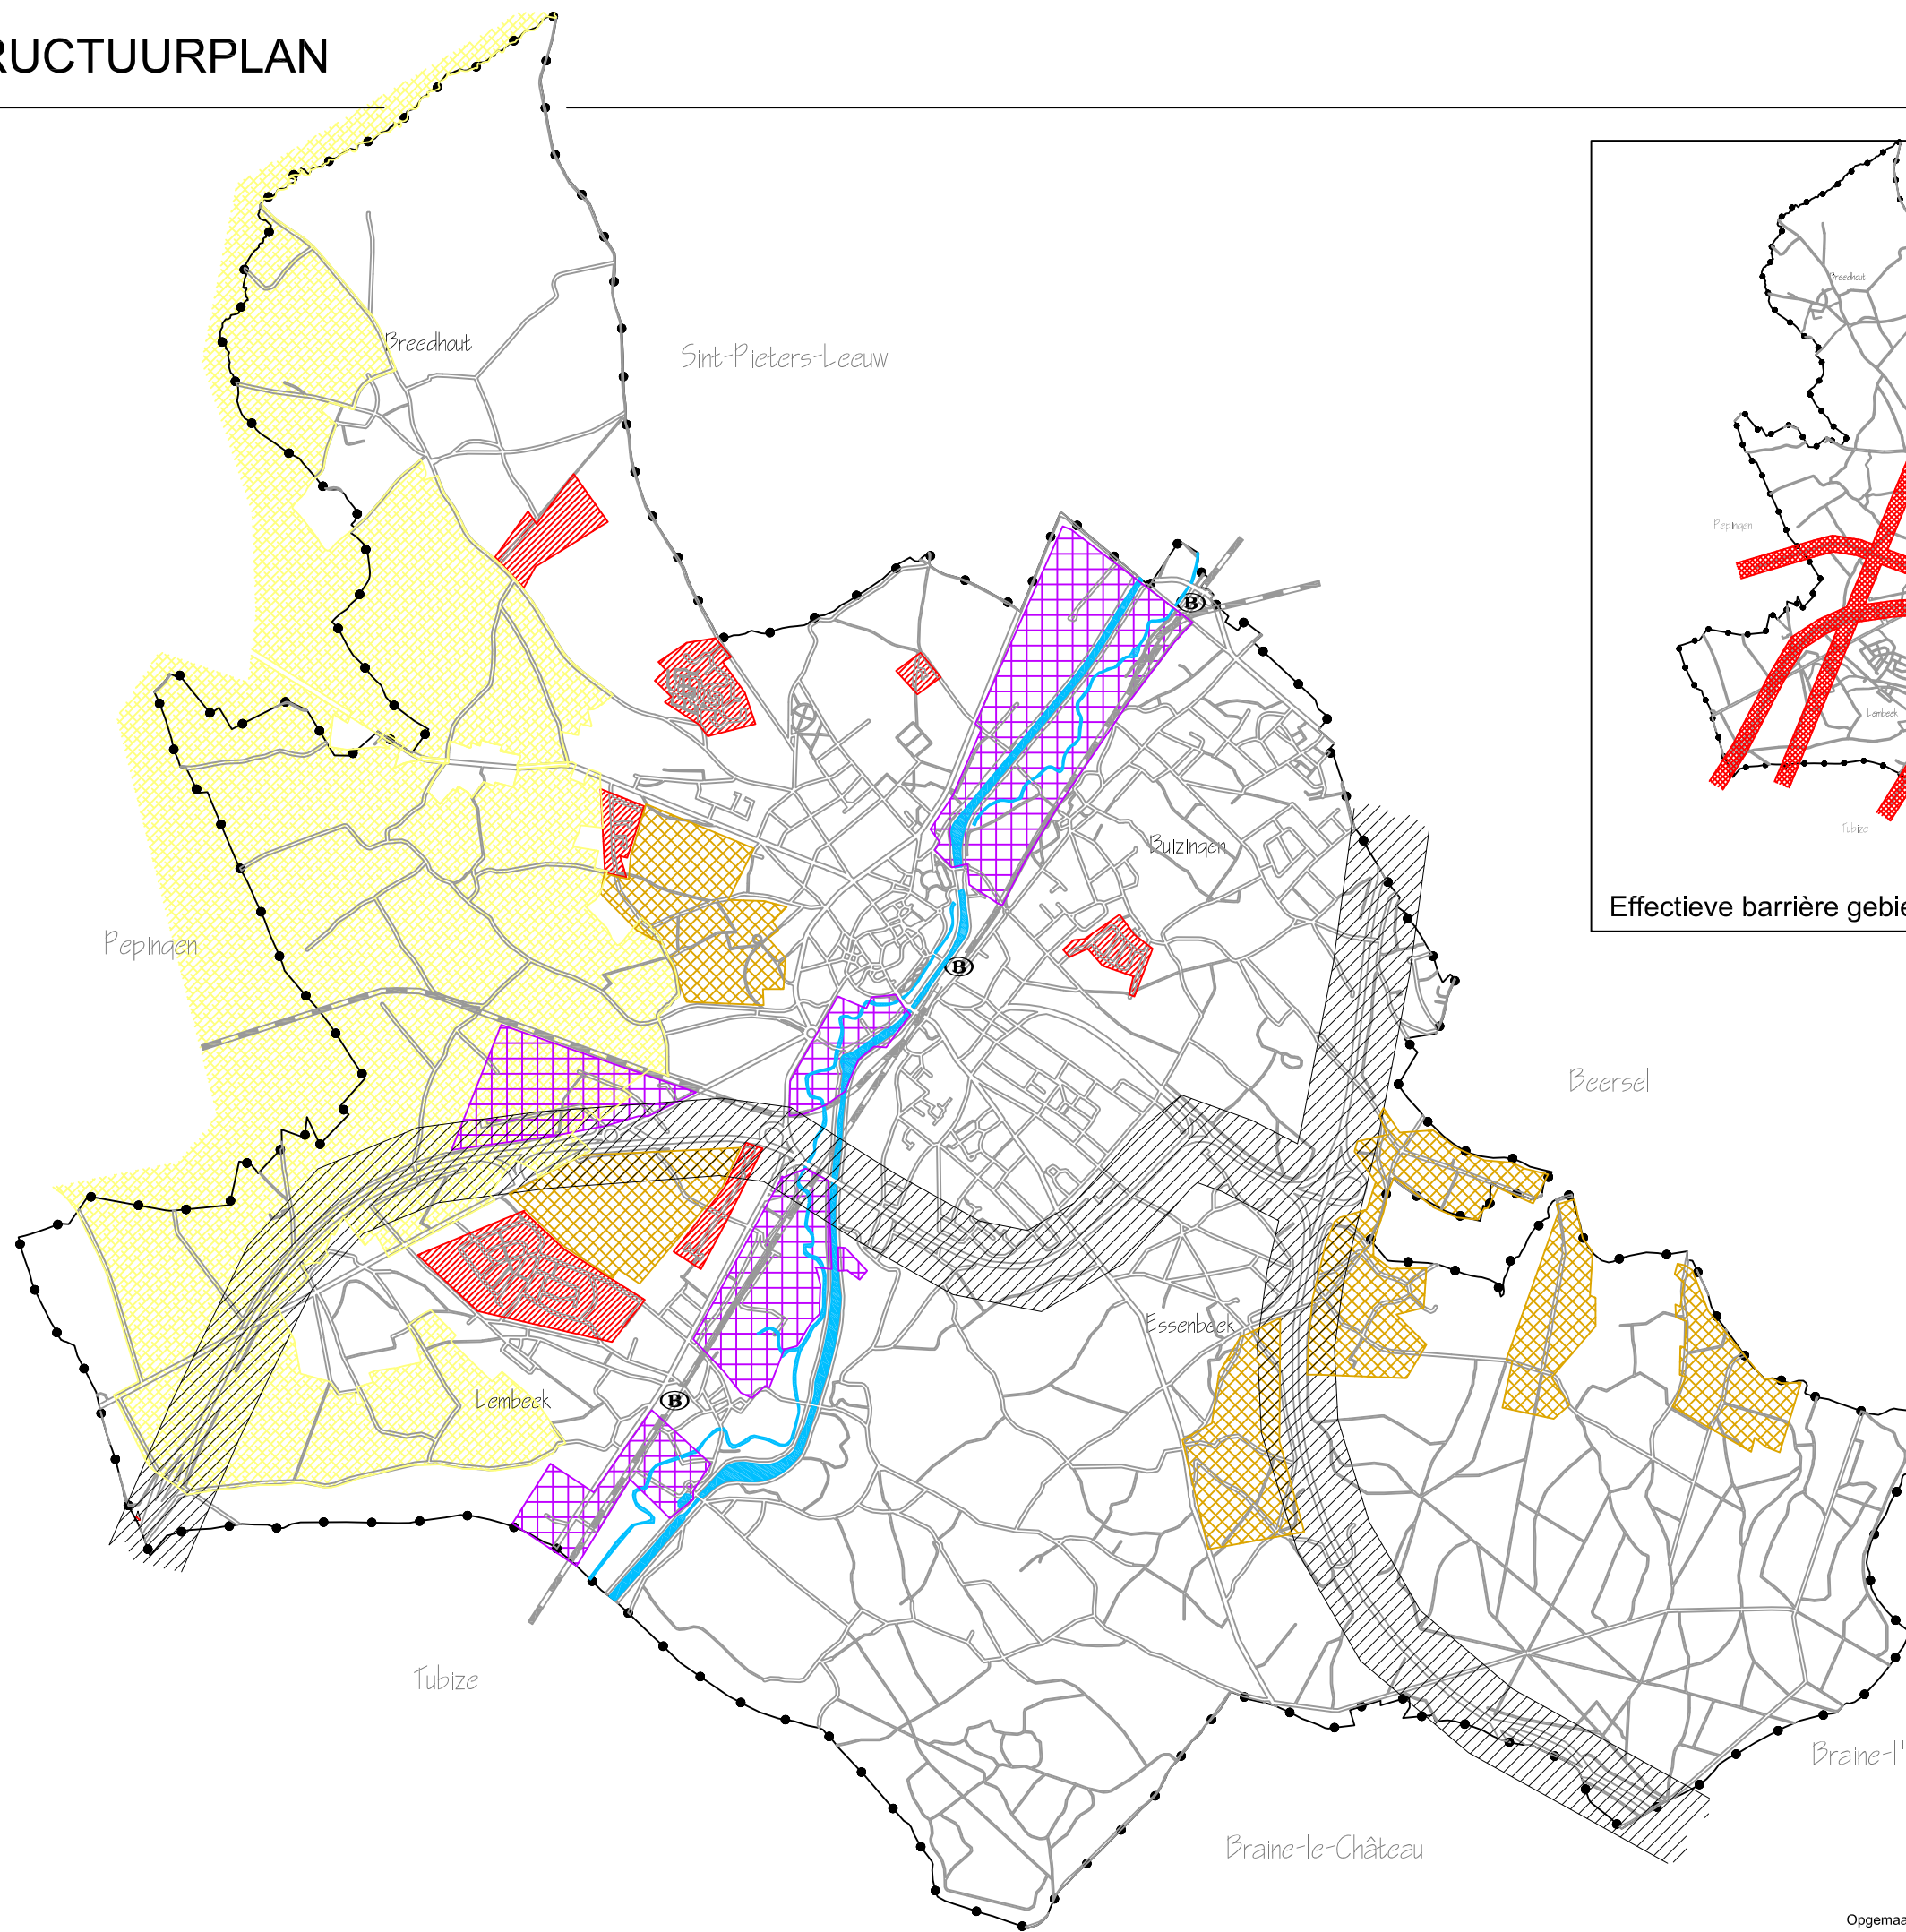 RUCTUURPLAN
Breedhout
Sint-Pieters-Leeuw
B
Buizingen
Pepingen
B
Beersel
Essenbeek
Lembeek
B
Tubize
Braine-l'
Braine-le-Château
Breedhout
Pepingen
Lembeek
Tubize
Effectieve barrière gebie
Opgemaa